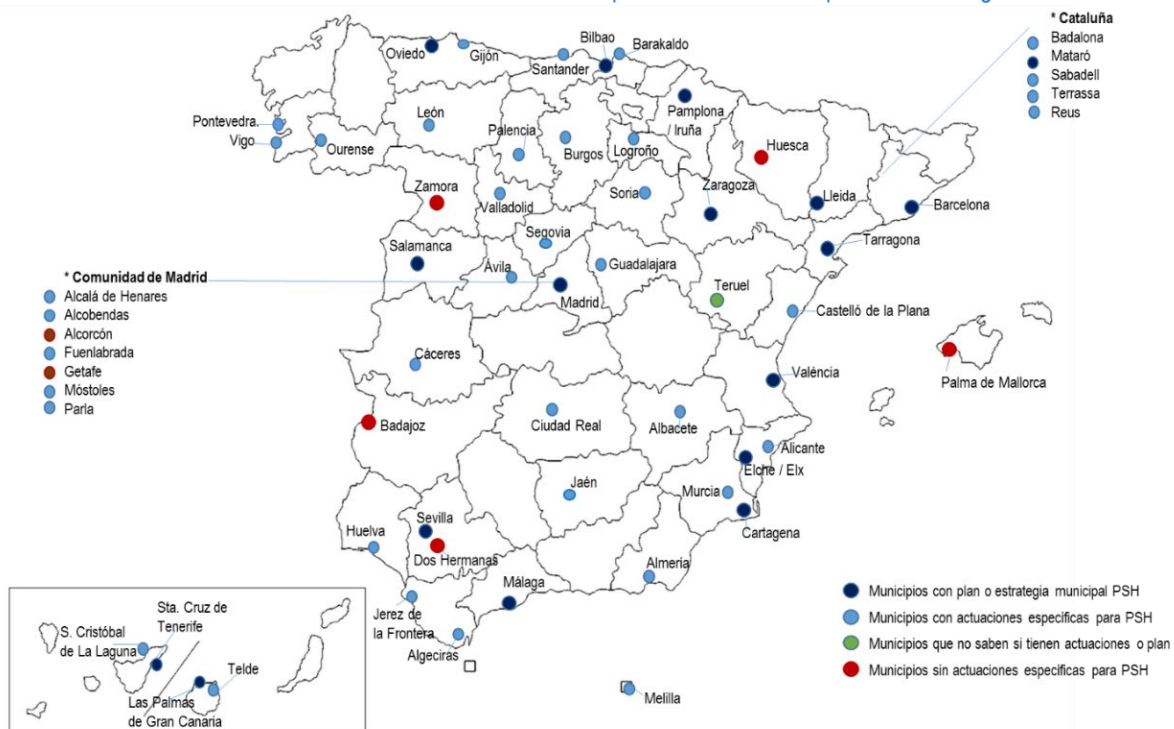 * Cataluña
Badalona
Mataró
Sabadell
Terrassa
Reus
Oviedo
Gijón
Santander
Bilbao
Barakaldo
Pamplona
/ Iruña
Pontevedra
Vigo
Ourense
León
Palencia
Burgos
Logroño
Huesca
Zamora
Valladolid
Soria
Zaragoza
Lleida
Barcelona
Tarragona
Salamanca
Segovia
Ávila
Guadalajara
Madrid
Teruel
Castelló de la Plana
* Comunidad de Madrid
Alcalá de Henares
Alcobendas
Alcorcón
Fuenlabrada
Getafe
Móstoles
Parla
Cáceres
Palma de Mallorca
Badajoz
Ciudad Real
Albacete
València
Alicante
Elche / Elx
Murcia
Cartagena
Jaén
Huelva
Sevilla
Dos Hermanas
Málaga
Almería
Jerez de
la Frontera
Algeciras
Melilla
Sta. Cruz de
Tenerife
S. Cristóbal
de La Laguna
Telde
Las Palmas
de Gran Canaria
Municipios con plan o estrategia municipal PSH
Municipios con actuaciones específicas para PSH
Municipios que no saben si tienen actuaciones o plan
Municipios sin actuaciones específicas para PSH